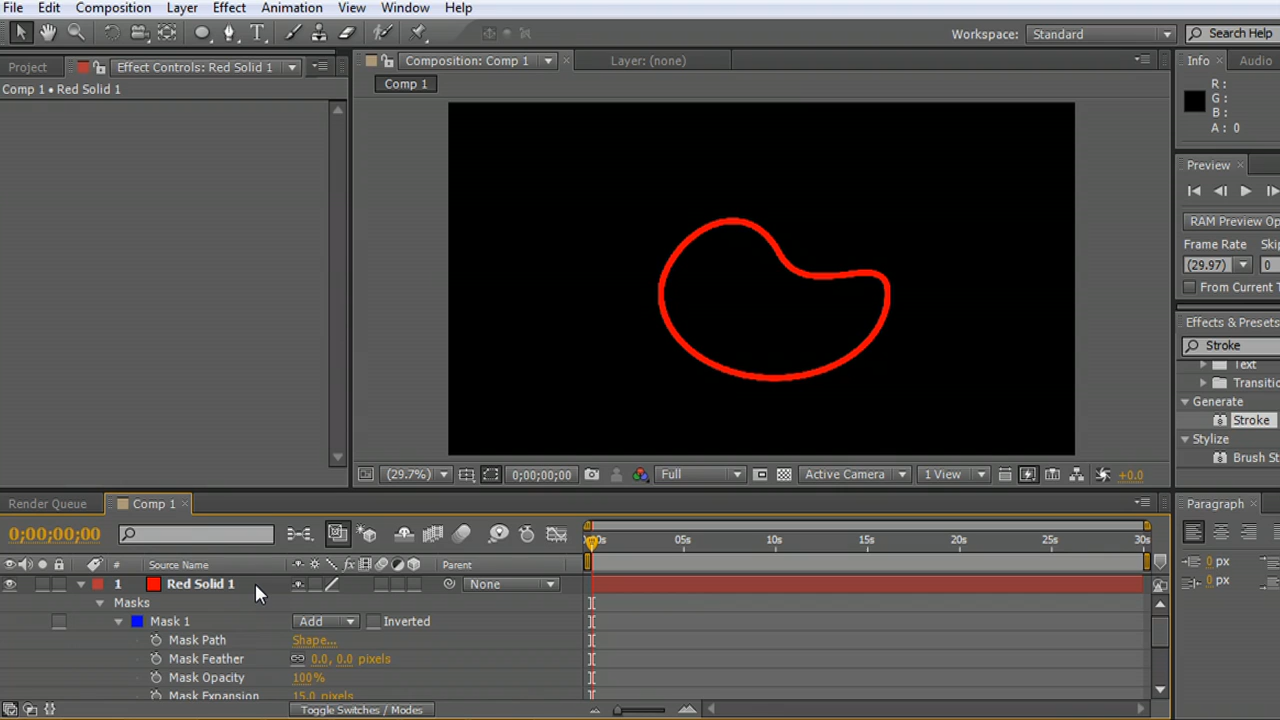 File Edit Composition Layer Effect Animation View Window Help
Workspace: Standard Search Help
Project Effect Controls: Red Solid 1 Composition: Comp 1 Layer: (none) Info Audio
Comp 1 • Red Solid 1 Comp 1
R :
G :
B :
A : 0
Preview
RAM Preview Op
Frame Rate Skip
(29.97) 0
From Current T
Effects & Presets
Stroke
Text
Transitio
Generate
Stroke
Stylize
Brush St
(29.7%) 0;00;00;00 Full Active Camera 1 View +0.0
Render Queue Comp 1 Paragraph
0;00;00;00
05s 10s 15s 20s 25s 30s
# Source Name Parent
0 px
1 Red Solid 1 None 0 px
Masks
Mask 1 Add Inverted
Mask Path Shape...
Mask Feather 0.0, 0.0 pixels
Mask Opacity 100%
Mask Expansion 15.0 pixels
Toggle Switches / Modes